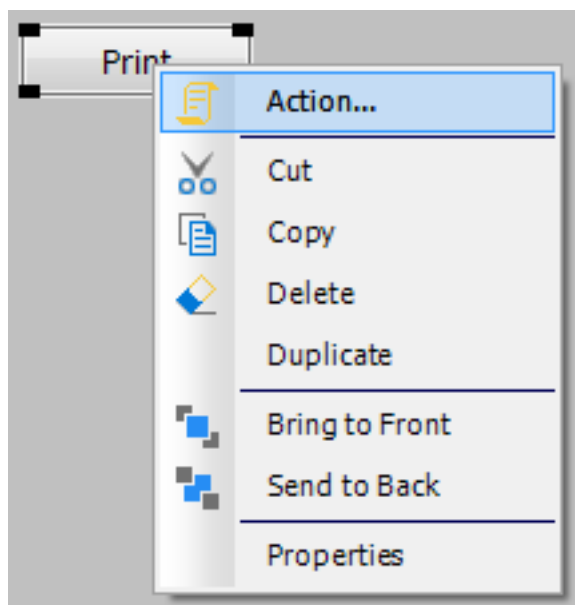 Print
Action...
Cut
Copy
Delete
Duplicate
Bring to Front
Send to Back
Properties